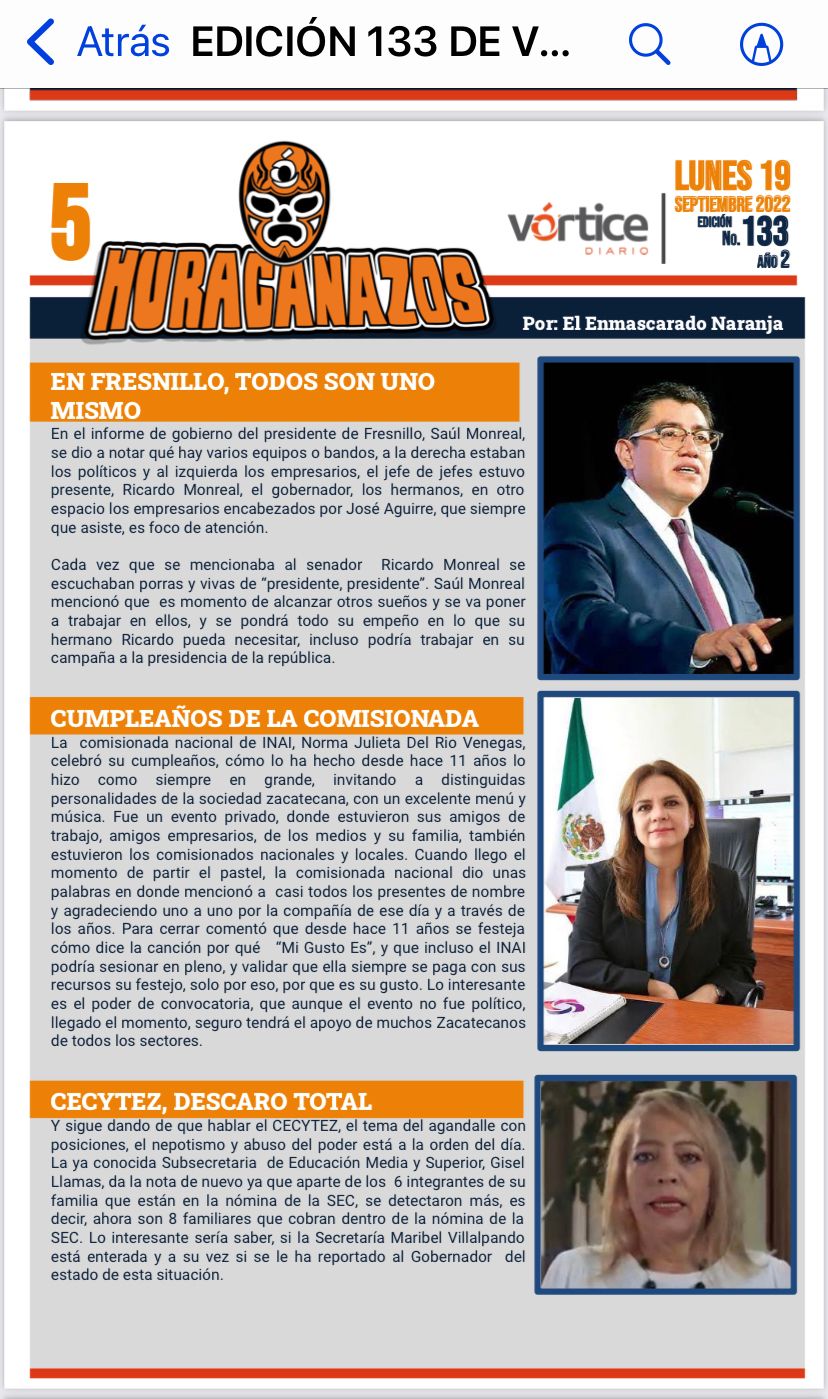 Atrás EDICIÓN 133 DE V...
5
HURACANAZOS
vórtice
DIARIO
LUNES 19
SEPTIEMBRE 2022
EDICIÓN
No. 133
AÑO 2
Por: El Enmascarado Naranja
EN FRESNILLO, TODOS SON UNO
MISMO
En el informe de gobierno del presidente de Fresnillo, Saúl Monreal,
se dio a notar qué hay varios equipos o bandos, a la derecha estaban
los políticos y al izquierda los empresarios, el jefe de jefes estuvo
presente, Ricardo Monreal, el gobernador, los hermanos, en otro
espacio los empresarios encabezados por José Aguirre, que siempre
que asiste, es foco de atención.
Cada vez que se mencionaba al senador Ricardo Monreal se
escuchaban porras y vivas de “presidente, presidente”. Saúl Monreal
mencionó que es momento de alcanzar otros sueños y se va poner
a trabajar en ellos, y se pondrá todo su empeño en lo que su
hermano Ricardo pueda necesitar, incluso podría trabajar en su
campaña a la presidencia de la república.
CUMPLEAÑOS DE LA COMISIONADA
La comisionada nacional de INAI, Norma Julieta Del Rio Venegas,
celebró su cumpleaños, cómo lo ha hecho desde hace 11 años lo
hizo como siempre en grande, invitando a distinguidas
personalidades de la sociedad zacatecana, con un excelente menú y
música. Fue un evento privado, donde estuvieron sus amigos de
trabajo, amigos empresarios, de los medios y su familia, también
estuvieron los comisionados nacionales y locales. Cuando llego el
momento de partir el pastel, la comisionada nacional dio unas
palabras en donde mencionó a casi todos los presentes de nombre
y agradeciendo uno a uno por la compañía de ese día y a través de
los años. Para cerrar comentó que desde hace 11 años se festeja
cómo dice la canción por qué “Mi Gusto Es”, y que incluso el INAI
podría sesionar en pleno, y validar que ella siempre se paga con sus
recursos su festejo, solo por eso, por que es su gusto. Lo interesante
es el poder de convocatoria, que aunque el evento no fue político,
llegado el momento, seguro tendrá el apoyo de muchos Zacatecanos
de todos los sectores.
CECYTEZ, DESCARO TOTAL
Y sigue dando de que hablar el CECYTEZ, el tema del agandalle con
posiciones, el nepotismo y abuso del poder está a la orden del día.
La ya conocida Subsecretaria de Educación Media y Superior, Gisel
Llamas, da la nota de nuevo ya que aparte de los 6 integrantes de su
familia que están en la nómina de la SEC, se detectaron más, es
decir, ahora son 8 familiares que cobran dentro de la nómina de la
SEC. Lo interesante sería saber, si la Secretaría Maribel Villalpando
está enterada y a su vez si se le ha reportado al Gobernador del
estado de esta situación.